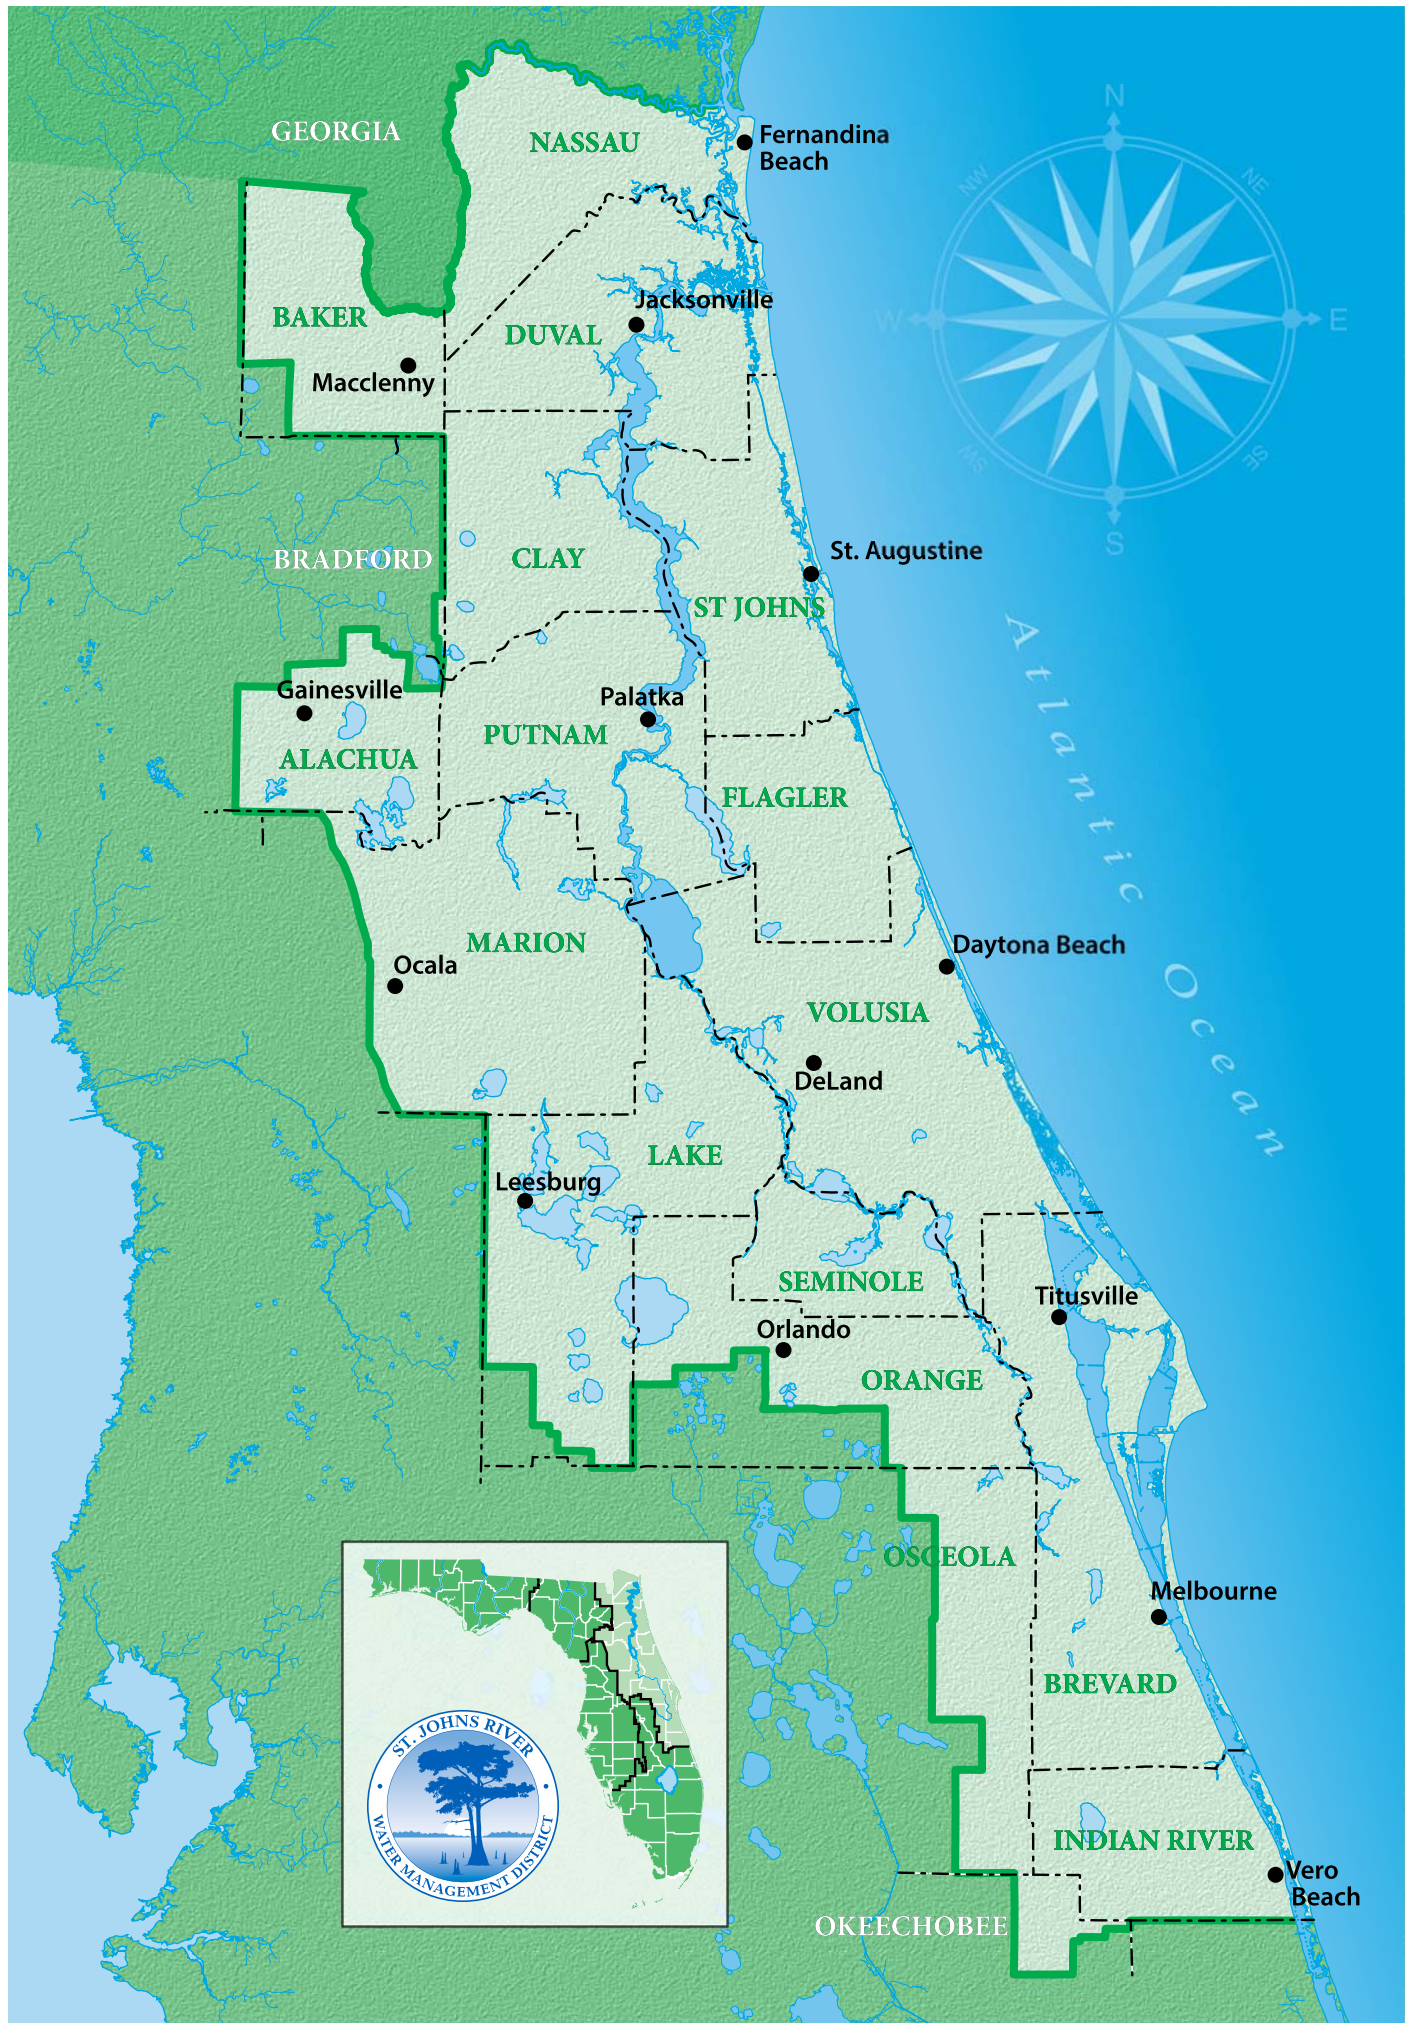 N
NW
NE
W
E
SW
SE
S
GEORGIA
NASSAU
Fernandina
Beach
BAKER
Jacksonville
DUVAL
Macclenny
BRADFORD
CLAY
St. Augustine
ST JOHNS
Gainesville
Palatka
ALACHUA
PUTNAM
FLAGLER
Atlantic Ocean
MARION
Ocala
Daytona Beach
VOLUSIA
DeLand
LAKE
Leesburg
SEMINOLE
Titusville
Orlando
ORANGE
OSCEOLA
Melbourne
BREVARD
INDIAN RIVER
Vero
Beach
OKEECHOBEE
ST. JOHNS RIVER
WATER MANAGEMENT DISTRICT